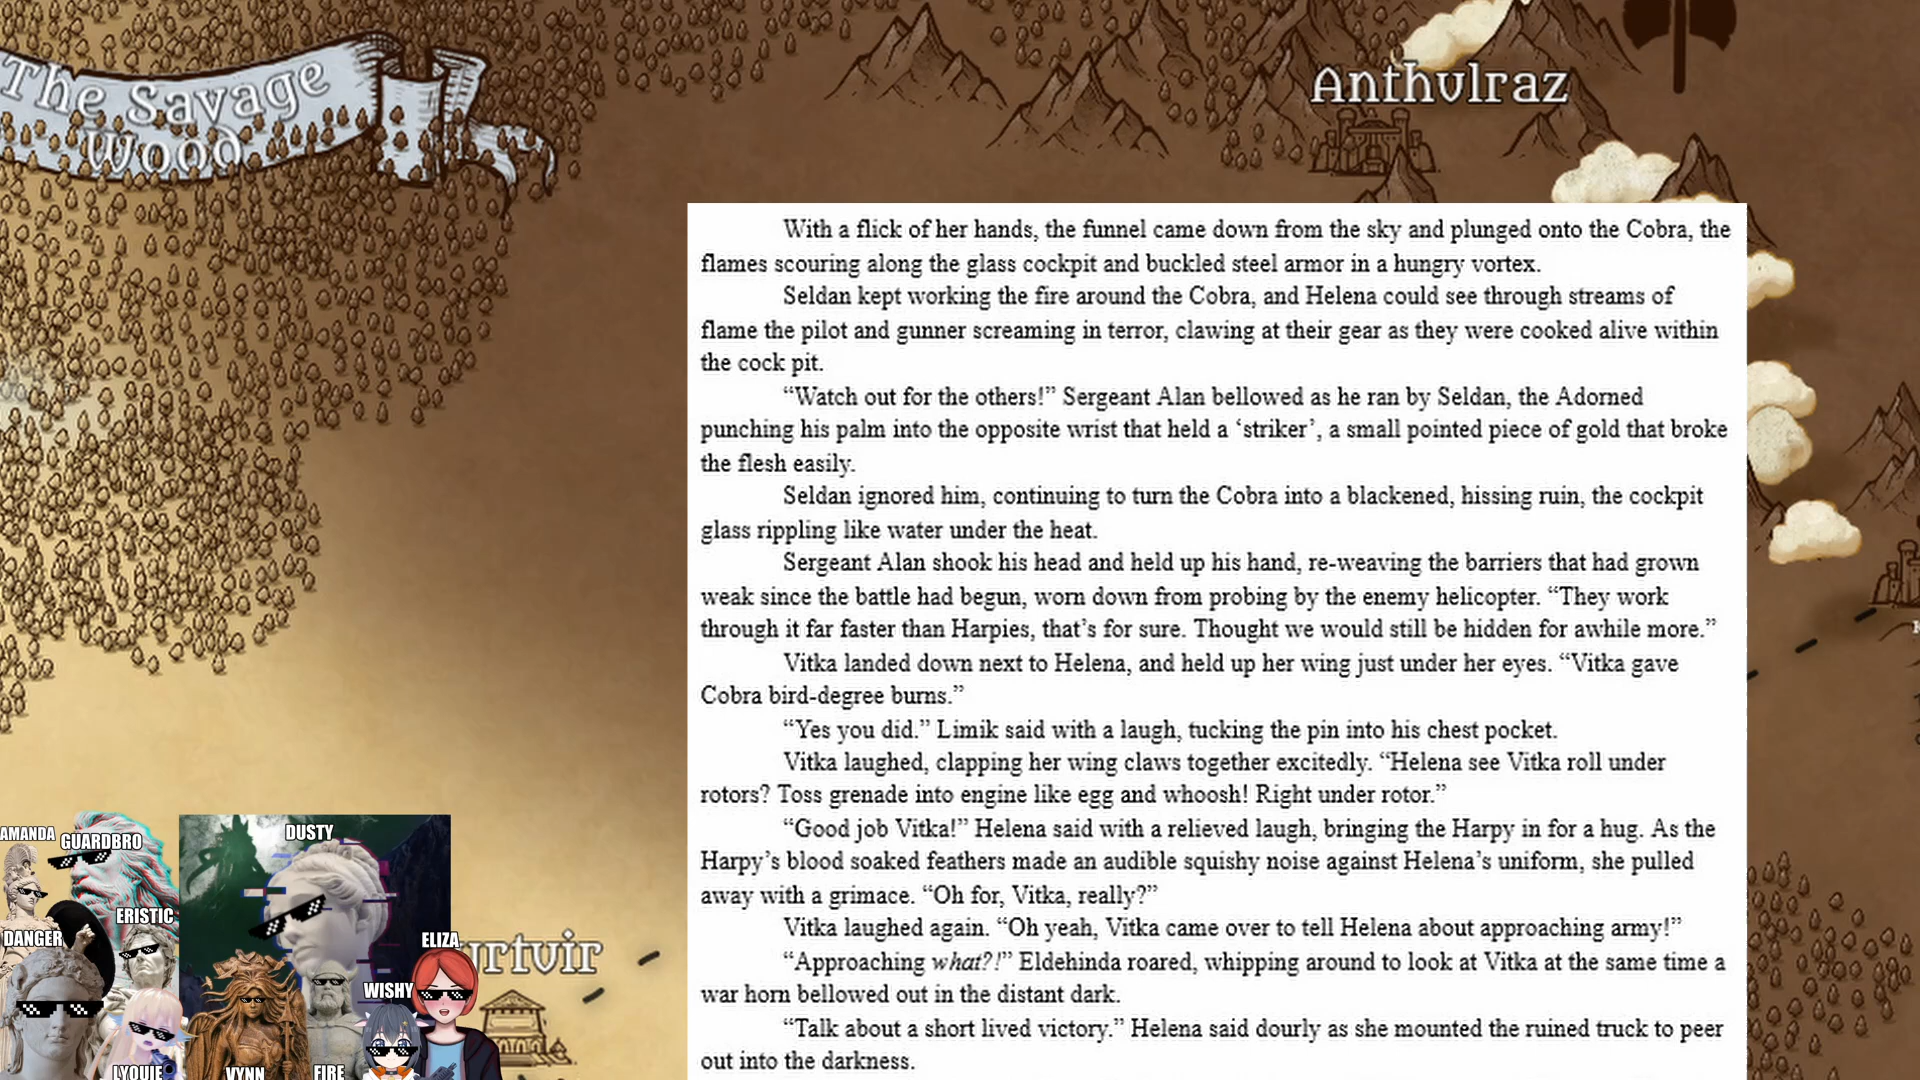 The Savage
Wood
Anthulraz
With a flick of her hands, the funnel came down from the sky and plunged onto the Cobra, the
flames scouring along the glass cockpit and buckled steel armor in a hungry vortex.
Seldan kept working the fire around the Cobra, and Helena could see through streams of
flame the pilot and gunner screaming in terror, clawing at their gear as they were cooked alive within
the cock pit.
“Watch out for the others!” Sergeant Alan bellowed as he ran by Seldan, the Adorned
punching his palm into the opposite wrist that held a ‘striker’, a small pointed piece of gold that broke
the flesh easily.
Seldan ignored him, continuing to turn the Cobra into a blackened, hissing ruin, the cockpit
glass rippling like water under the heat.
Sergeant Alan shook his head and held up his hand, re-weaving the barriers that had grown
weak since the battle had begun, worn down from probing by the enemy helicopter. “They work
through it far faster than Harpies, that’s for sure. Thought we would still be hidden for awhile more.”
Vitka landed down next to Helena, and held up her wing just under her eyes. “Vitka gave
Cobra bird-degree burns.”
“Yes you did.” Limik said with a laugh, tucking the pin into his chest pocket.
Vitka laughed, clapping her wing claws together excitedly. “Helena see Vitka roll under
rotors? Toss grenade into engine like egg and whoosh! Right under rotor.”
“Good job Vitka!” Helena said with a relieved laugh, bringing the Harpy in for a hug. As the
Harpy’s blood soaked feathers made an audible squishy noise against Helena’s uniform, she pulled
away with a grimace. “Oh for, Vitka, really?”
Vitka laughed again. “Oh yeah, Vitka came over to tell Helena about approaching army!”
“Approaching what?!” Eldehinda roared, whipping around to look at Vitka at the same time a
war horn bellowed out in the distant dark.
“Talk about a short lived victory.” Helena said dourly as she mounted the ruined truck to peer
out into the darkness.
AMANDA
GUARDBRO
DUSTY
ERISTIC
DANGER
ELIZA
urtvir
WISHY
LYQUIE
VYNN
FIRE